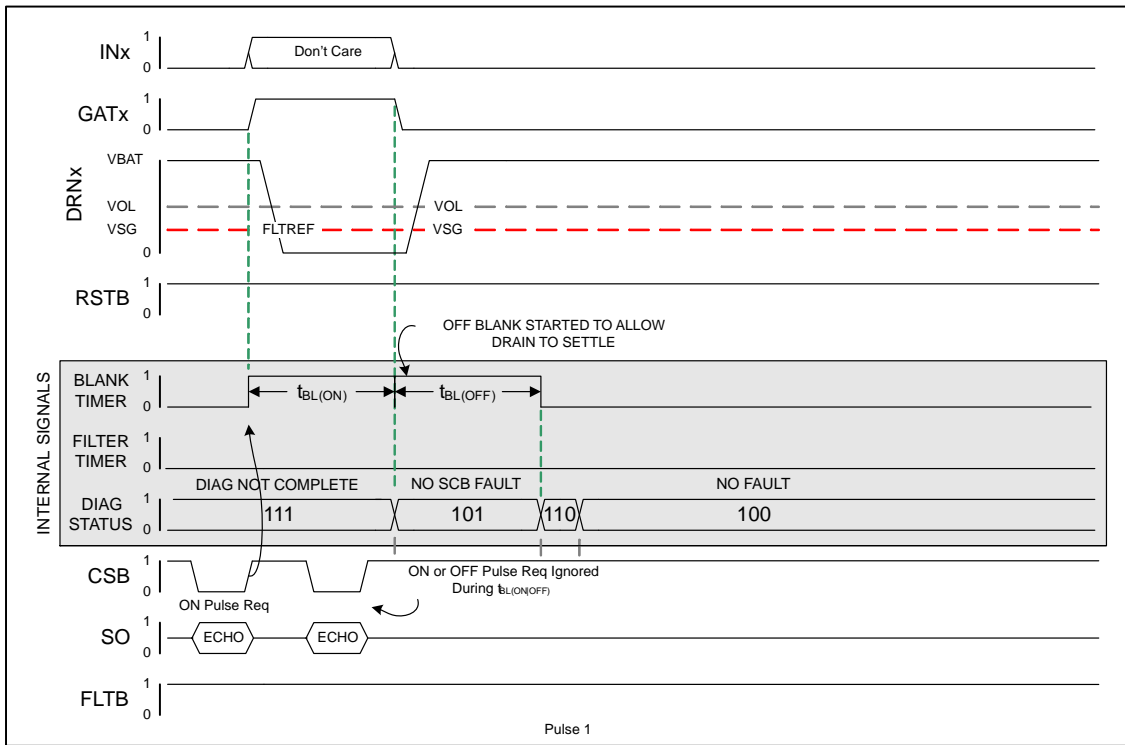 INx
1
0
Don't Care
GATx
1
0
DRNx
VBAT
VOL
VOL
VSG
FLTREF
VSG
RSTB
1
0
OFF BLANK STARTED TO ALLOW
DRAIN TO SETTLE
INTERNAL SIGNALS
BLANK
TIMER
1
0
tBL(ON)
tBL(OFF)
FILTER
TIMER
1
0
DIAG NOT COMPLETE
NO SCB FAULT
NO FAULT
DIAG
STATUS
1
0
111
101
110
100
CSB
1
0
ON Pulse Req
ON or OFF Pulse Req Ignored
During tBL(ON|OFF)
SO
ECHO
ECHO
FLTB
1
0
Pulse 1